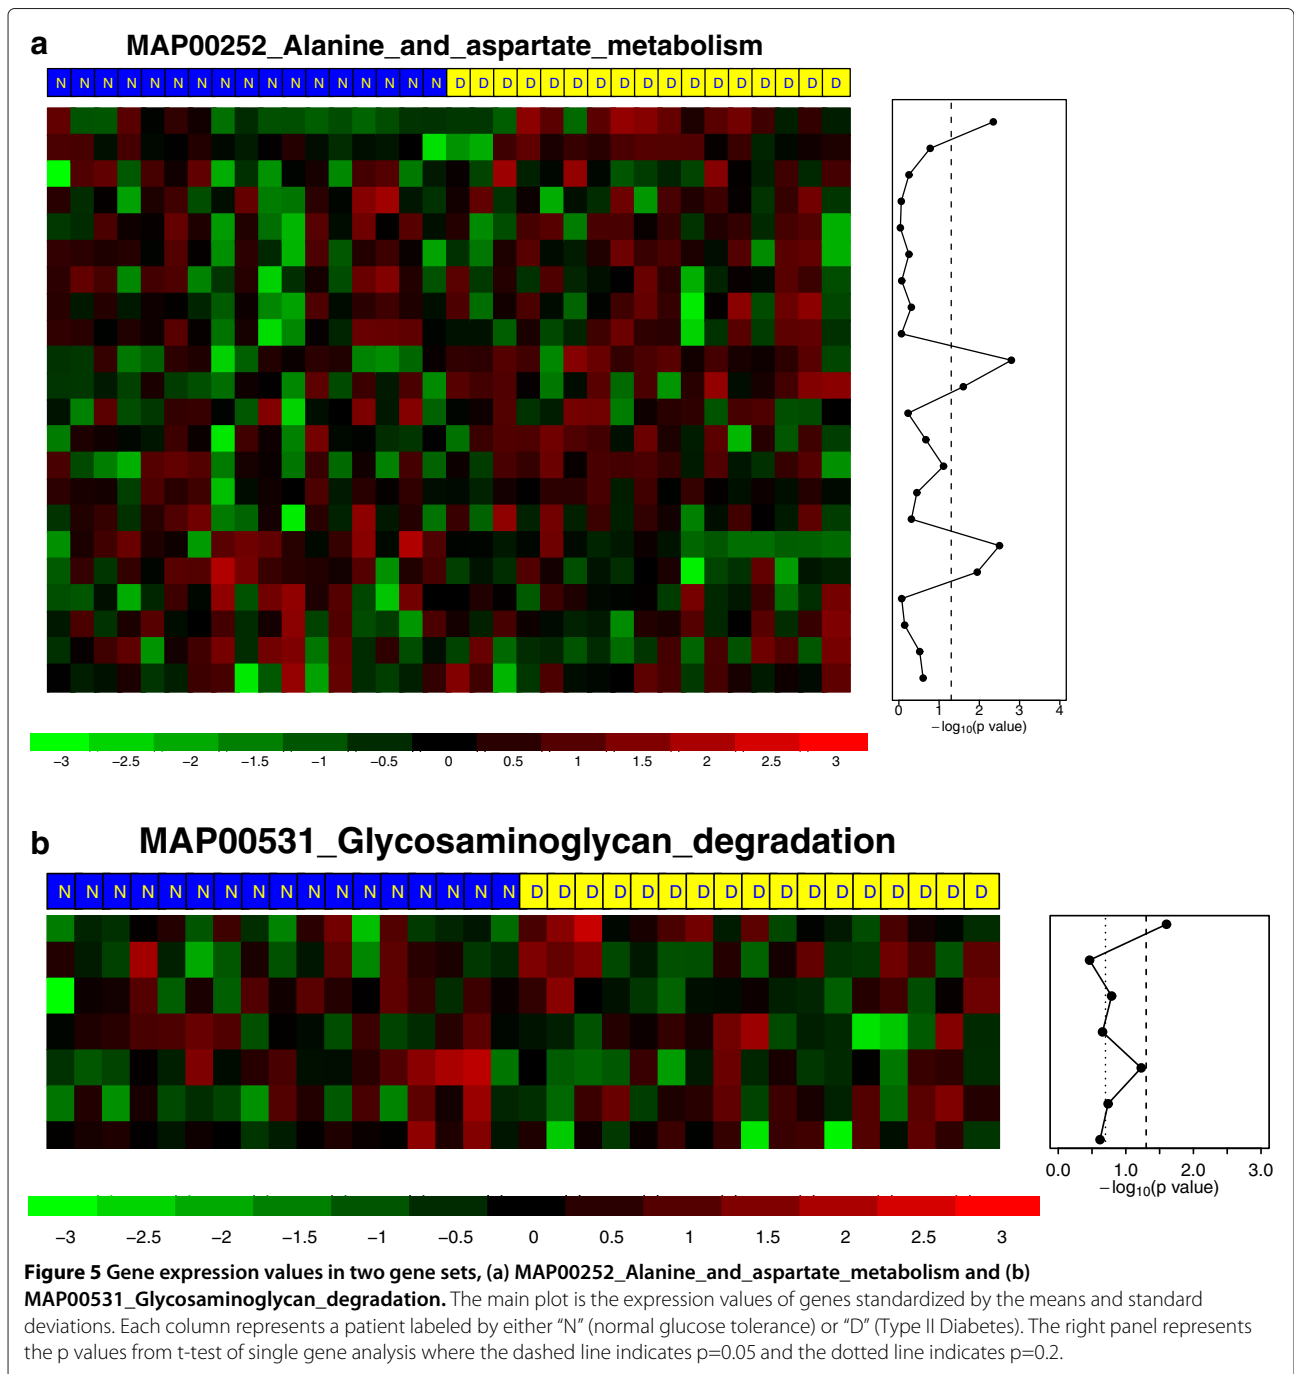 a
MAP00252_Alanine_and_aspartate_metabolism
N N N N N N N N N N N N N N N N N D D D D D D D D D D D D D D D D D
0 1 2 3 4
−log10(p value)
−3 −2.5 −2 −1.5 −1 −0.5 0 0.5 1 1.5 2 2.5 3
b
MAP00531_Glycosaminoglycan_degradation
N N N N N N N N N N N N N N N N N D D D D D D D D D D D D D D D D D
0.0 1.0 2.0 3.0
−log10(p value)
−3 −2.5 −2 −1.5 −1 −0.5 0 0.5 1 1.5 2 2.5 3
Figure 5 Gene expression values in two gene sets, (a) MAP00252_Alanine_and_aspartate_metabolism and (b)
MAP00531_Glycosaminoglycan_degradation. The main plot is the expression values of genes standardized by the means and standard
deviations. Each column represents a patient labeled by either “N” (normal glucose tolerance) or “D” (Type II Diabetes). The right panel represents
the p values from t-test of single gene analysis where the dashed line indicates p=0.05 and the dotted line indicates p=0.2.